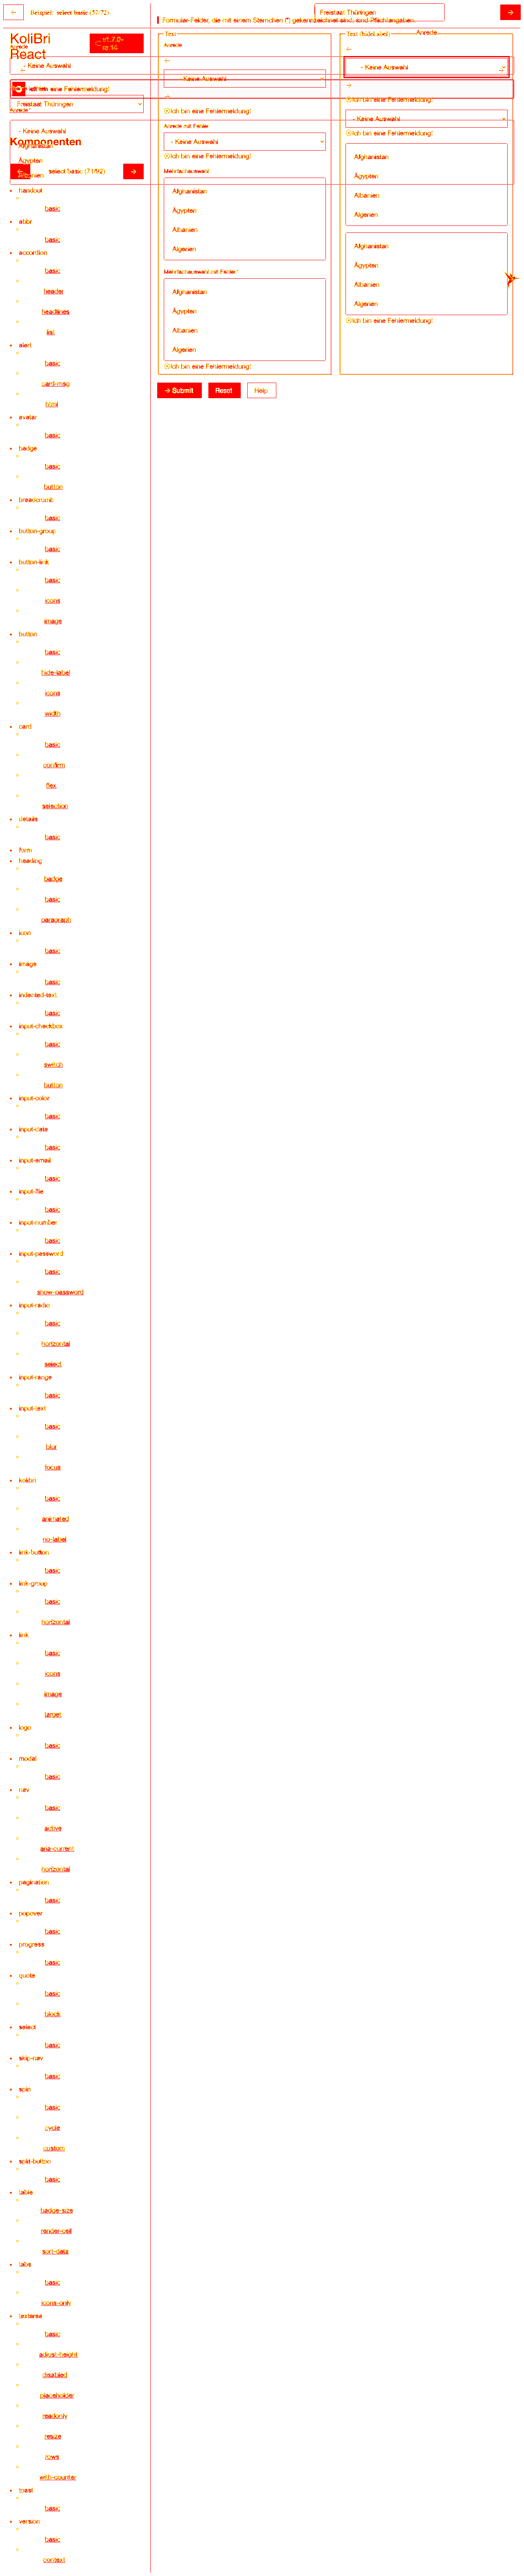 Beispiel: select basic (57/72)
Freistaat Thüringen
Formular-Felder, die mit einem Sternchen (*) gekennzeichnet sind, sind Pflichtangaben.
KoliBri
React
Anrede
- Keine Auswahl
Ich bin eine Fehlermeldung!
Freistaat Thüringen
Anrede*
- Keine Auswahl
Afghanistan
Ägypten
Albanien
Komponenten
select basic (71/92)
handout
basic
abbr
basic
accordion
basic
header
headlines
list
alert
basic
card-msg
html
avatar
basic
badge
basic
button
breadcrumb
basic
button-group
basic
button-link
basic
icons
image
button
basic
hide-label
icons
width
card
basic
confirm
flex
selection
details
basic
form
heading
badge
basic
paragraph
icon
basic
image
basic
indented-text
basic
input-checkbox
basic
switch
button
input-color
basic
input-date
basic
input-email
basic
input-file
basic
input-number
basic
input-password
basic
show-password
input-radio
basic
horizontal
select
input-range
basic
input-text
basic
blur
focus
kolibri
basic
animated
no-label
link-button
basic
link-group
basic
horizontal
link
basic
icons
image
target
logo
basic
modal
basic
nav
basic
active
aria-current
horizontal
pagination
basic
popover
basic
progress
basic
quote
basic
block
select
basic
skip-nav
basic
spin
basic
cycle
custom
split-button
basic
table
badge-size
render-cell
sort-data
tabs
basic
icons-only
textarea
basic
adjust-height
disabled
placeholder
readonly
resize
rows
with-counter
toast
basic
version
basic
context
Text
Anrede
- Keine Auswahl
Ich bin eine Fehlermeldung!
Anrede mit Fehler
- Keine Auswahl
Ich bin eine Fehlermeldung!
Mehrfachauswahl
Afghanistan
Ägypten
Albanien
Algerien
Mehrfachauswahl mit Fehler*
Afghanistan
Ägypten
Albanien
Algerien
Ich bin eine Fehlermeldung!
Submit
Reset
Help
Text (hideLabel)
Anrede
- Keine Auswahl
Ich bin eine Fehlermeldung!
- Keine Auswahl
Ich bin eine Fehlermeldung!
Afghanistan
Ägypten
Albanien
Algerien
Afghanistan
Ägypten
Albanien
Algerien
Ich bin eine Fehlermeldung!